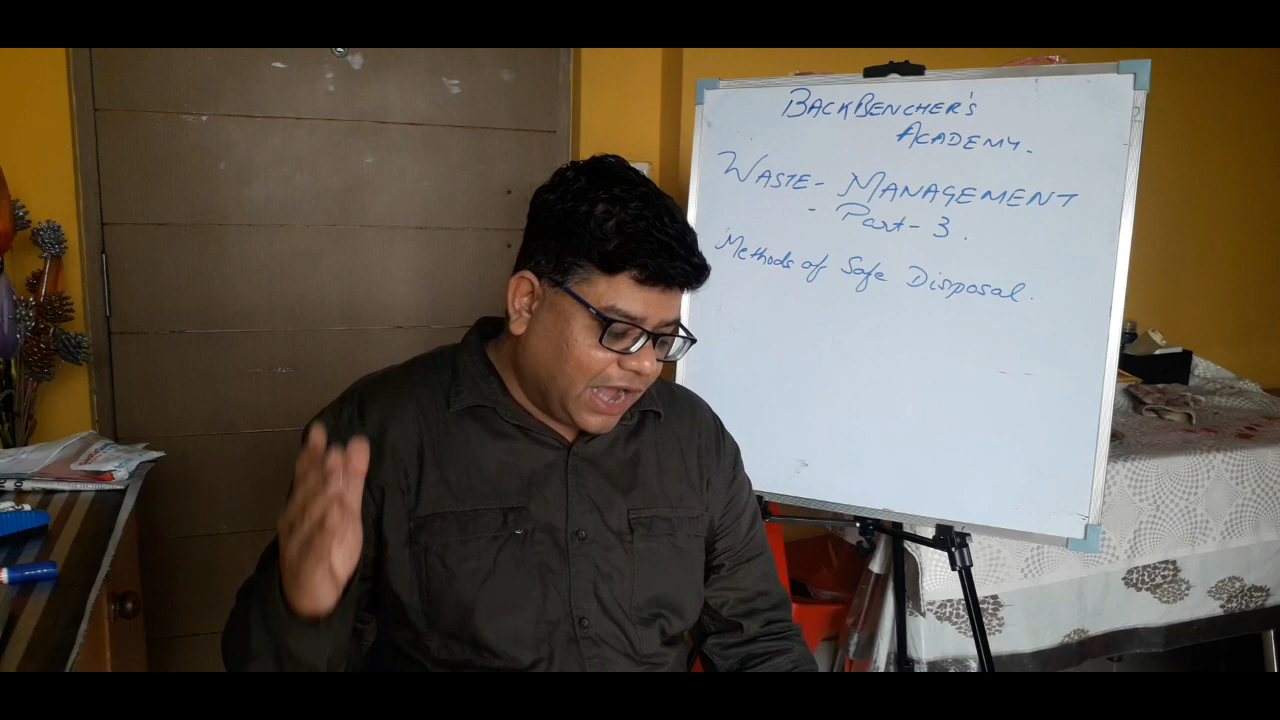 BACKBENCHER'S
ACADEMY.
WASTE- MANAGEMENT
- Part- 3.
Methods of Safe Disposal.